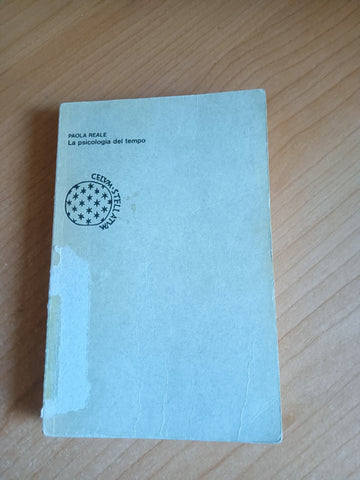 PAOLA REALE
La psicologia del tempo
CELVM·STELLATVM